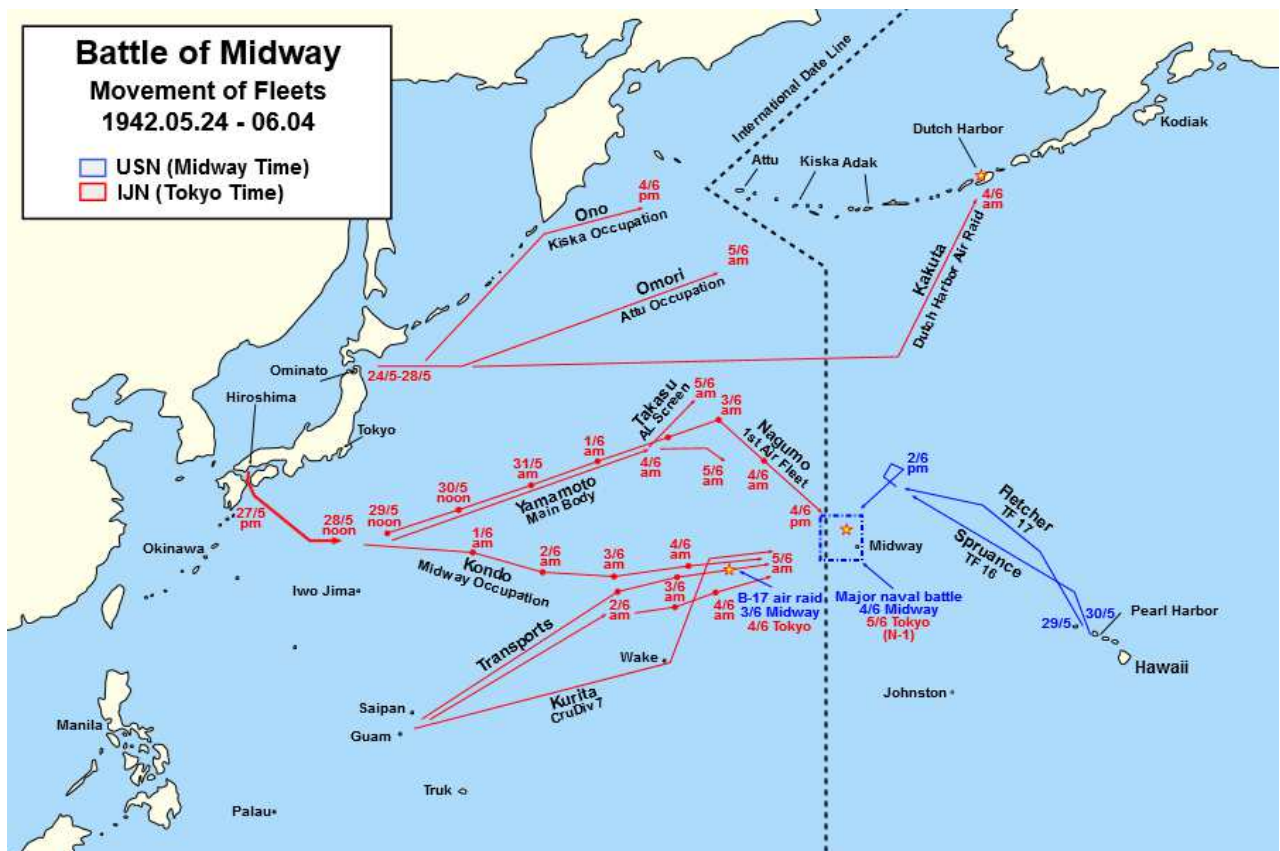 Battle of Midway
Movement of Fleets
1942.05.24 - 06.04
USN (Midway Time)
IJN (Tokyo Time)
International Date Line
Dutch Harbor
Kodiak
Attu
Kiska
Adak
4/6
am
4/6
pm
Ono
Kiska Occupation
5/6
am
Omori
Attu Occupation
Kakuta
Dutch Harbor Air Raid
Ominato
24/5-28/5
Hiroshima
Tokyo
Takasu
AL Screen
5/6
am
3/6
am
Nagumo
1st Air Fleet
1/6
am
4/6
am
5/6
am
4/6
am
31/5
am
30/5
noon
Yamamoto
Main Body
2/6
pm
Fletcher
TF 17
Spruance
TF 16
27/5
pm
28/5
noon
29/5
noon
4/6
pm
Midway
Okinawa
1/6
am
2/6
am
3/6
am
4/6
am
5/6
am
Kondo
Midway Occupation
Iwo Jima
B-17 air raid
3/6 Midway
4/6 Tokyo
Major naval battle
4/6 Midway
5/6 Tokyo
(N-1)
29/5
30/5
Pearl Harbor
Hawaii
2/6
am
3/6
am
4/6
am
Transports
Wake
Kurita
CruDiv 7
Johnston
Saipan
Guam
Manila
Truk
Palau